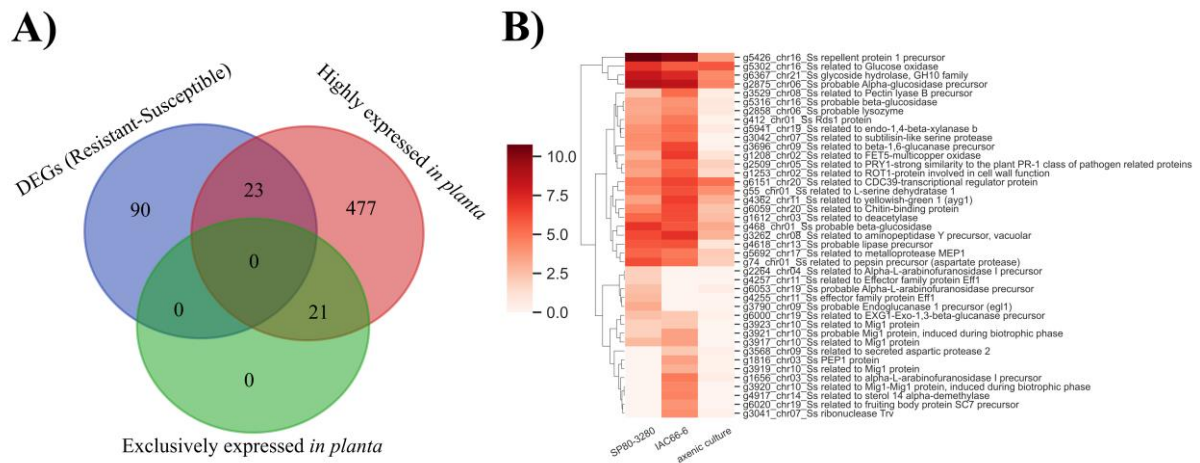 A)
DEGs (Resistant-Susceptible)
Highly expressed in planta
90
23
477
0
0
21
0
Exclusively expressed in planta
B)
10.0
7.5
5.0
2.5
0.0
g5426_chr16_Ss repellent protein 1 precursor
g5302_chr16_Ss related to Glucose oxidase
g6367_chr21_Ss glycoside hydrolase, GH10 family
g2875_chr06_Ss probable Alpha-glucosidase precursor
g3529_chr08_Ss related to Pectin lyase B precursor
g5316_chr16_Ss probable beta-glucosidase
g2858_chr06_Ss probable lysozyme
g412_chr01_Ss Rds1 protein
g5941_chr19_Ss related to endo-1,4-beta-xylanase b
g3042_chr07_Ss related to subtilisin-like serine protease
g3696_chr09_Ss related to beta-1,6-glucanase precursor
g1208_chr02_Ss related to FET5-multicopper oxidase
g2509_chr05_Ss related to PRY1-strong similarity to the plant PR-1 class of pathogen related proteins
g1253_chr02_Ss related to ROT1-protein involved in cell wall function
g6151_chr20_Ss related to CDC39-transcriptional regulator protein
g55_chr01_Ss related to L-serine dehydratase 1
g4362_chr11_Ss related to yellowish-green 1 (ayg1)
g6059_chr20_Ss related to Chitin-binding protein
g1612_chr03_Ss related to deacetylase
g468_chr01_Ss probable beta-glucosidase
g3262_chr08_Ss related to aminopeptidase Y precursor, vacuolar
g4618_chr13_Ss probable lipase precursor
g5692_chr17_Ss related to metalloprotease MEP1
g74_chr01_Ss related to pepsin precursor (aspartate protease)
g2264_chr04_Ss related to Alpha-L-arabinofuranosidase I precursor
g4257_chr11_Ss related to Effector family protein Eff1
g6053_chr19_Ss probable Alpha-L-arabinofuranosidase precursor
g4255_chr11_Ss effector family protein Eff1
g3790_chr09_Ss probable Endoglucanase 1 precursor (egl1)
g6000_chr19_Ss related to EXGT-Exo-1,3-beta-glucanase precursor
g3923_chr10_Ss related to Mig1 protein
g3921_chr10_Ss probable Mig1 protein, induced during biotrophic phase
g3917_chr10_Ss related to Mig1 protein
g3568_chr09_Ss related to secreted aspartic protease 2
g1816_chr03_Ss PEP1 protein
g3919_chr10_Ss related to Mig1 protein
g1656_chr03_Ss related to alpha-L-arabinofuranosidase I precursor
g3920_chr10_Ss related to Mig1-Mig1 protein, induced during biotrophic phase
g4917_chr14_Ss related to sterol 14 alpha-demethylase
g6020_chr19_Ss related to fruiting body protein SC7 precursor
g3041_chr07_Ss ribonuclease Trv
SP80-3280
IAC66-6
axenic culture